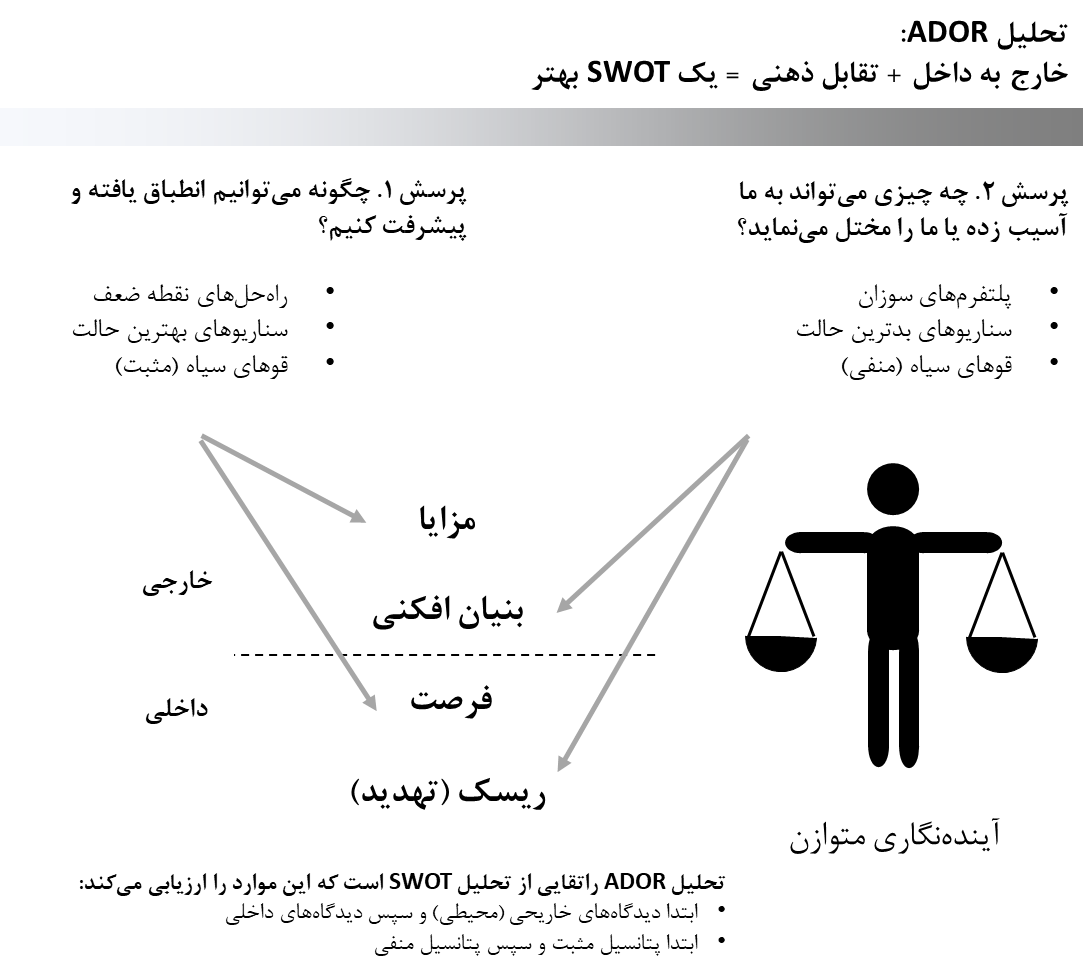 تحلیل ADOR:
خارج به داخل + تقابل ذهنی = یک SWOT بهتر
پرسش ۲. چه چیزی می‌تواند به ما
آسیب زده یا ما را مختل می‌نماید؟
• پلتفرم‌های سوزان
• سناریوهای بدترین حالت
• قوهای سیاه (منفی)
پرسش ۱. چگونه می‌توانیم انطباق یافته و
پیشرفت کنیم؟
• راه‌حل‌های نقطه ضعف
• سناریوهای بهترین حالت
• قوهای سیاه (مثبت)
مزایا
خارجی
بنیان افکنی
فرصت
داخلی
ریسک (تهدید)
آینده‌نگاری متوازن
تحلیل ADOR راتقایی از تحلیل SWOT است که این موارد را ارزیابی می‌کند:
• ابتدا دیدگاه‌های خاریحی (محیطی) و سپس دیدگاه‌های داخلی
• ابتدا پتانسیل مثبت و سپس پتانسیل منفی